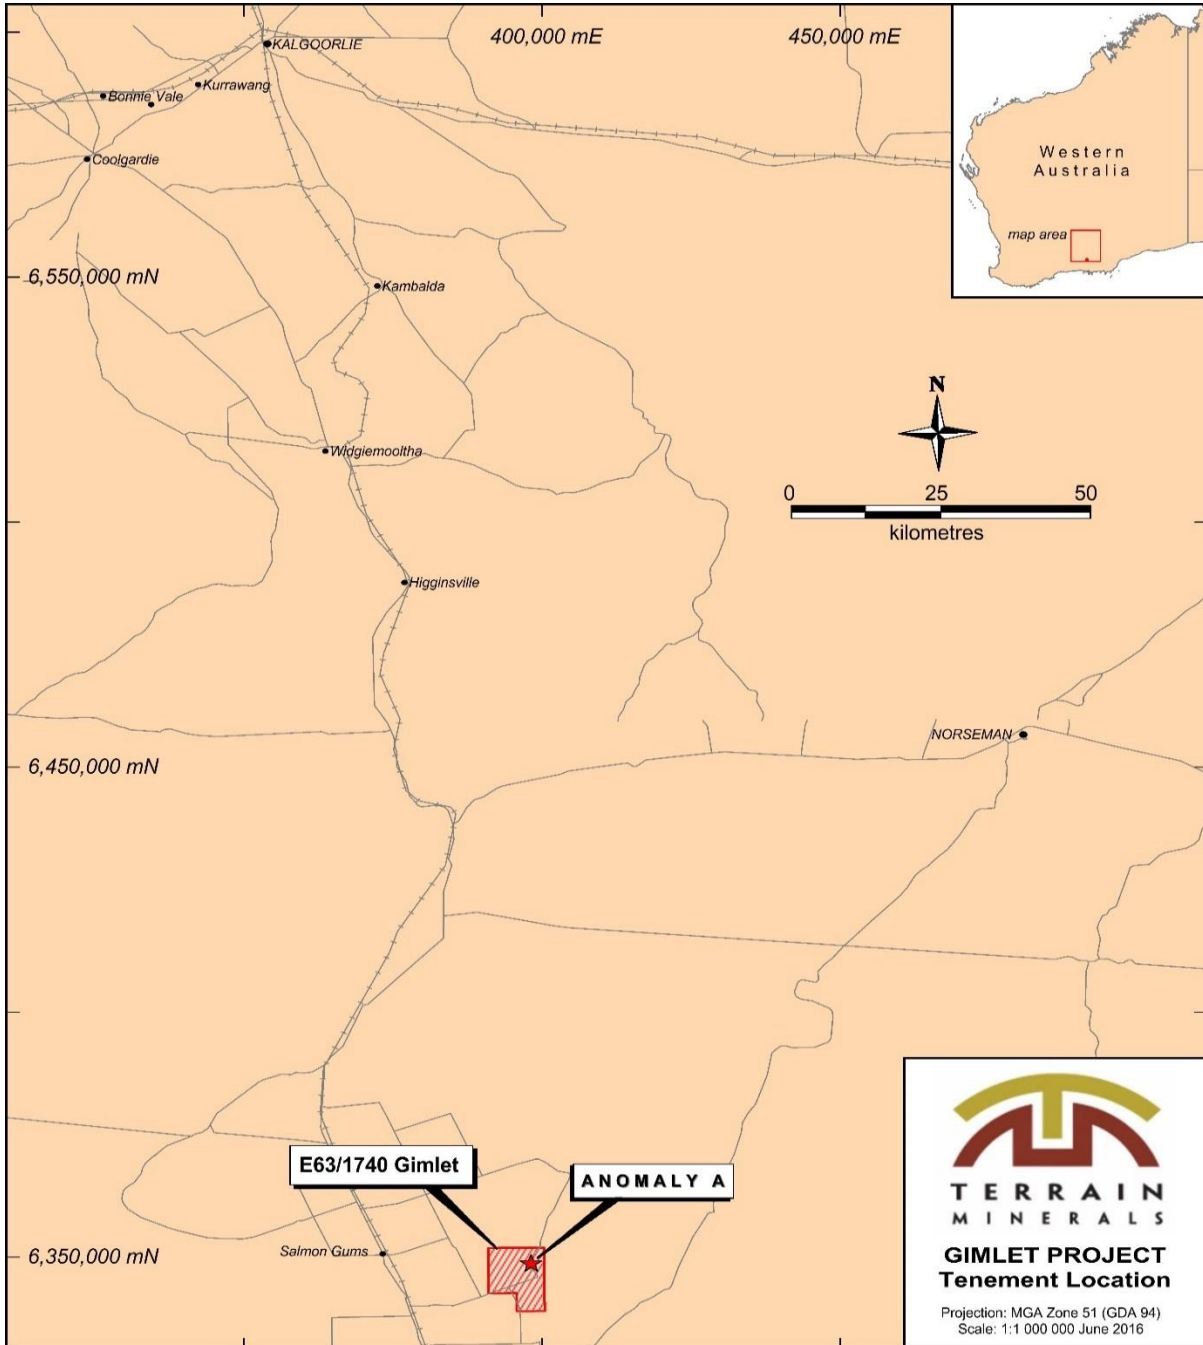 400,000 mE
450,000 mE
KALGOORLIE
Kurrawang
Bonnie Vale
Coolgardie
Western
Australia
map area
6,550,000 mN
Kambalda
N
Widgiemooltha
0 25 50
kilometres
Higginsville
NORSEMAN
6,450,000 mN
E63/1740 Gimlet
ANOMALY A
Salmon Gums
6,350,000 mN
TERRAIN
MINERALS
GIMLET PROJECT
Tenement Location
Projection: MGA Zone 51 (GDA 94)
Scale: 1:1 000 000 June 2016